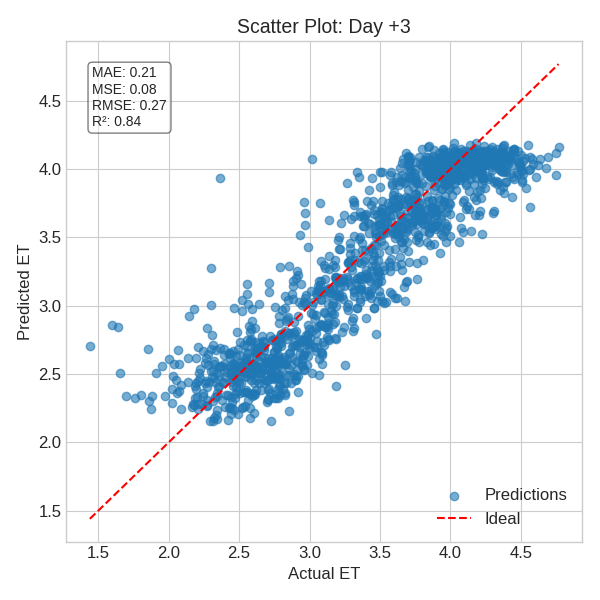 Scatter Plot: Day +3
MAE: 0.21
MSE: 0.08
RMSE: 0.27
R²: 0.84
Predicted ET
4.5
4.0
3.5
3.0
2.5
2.0
1.5
Predictions
Ideal
1.5 2.0 2.5 3.0 3.5 4.0 4.5
Actual ET